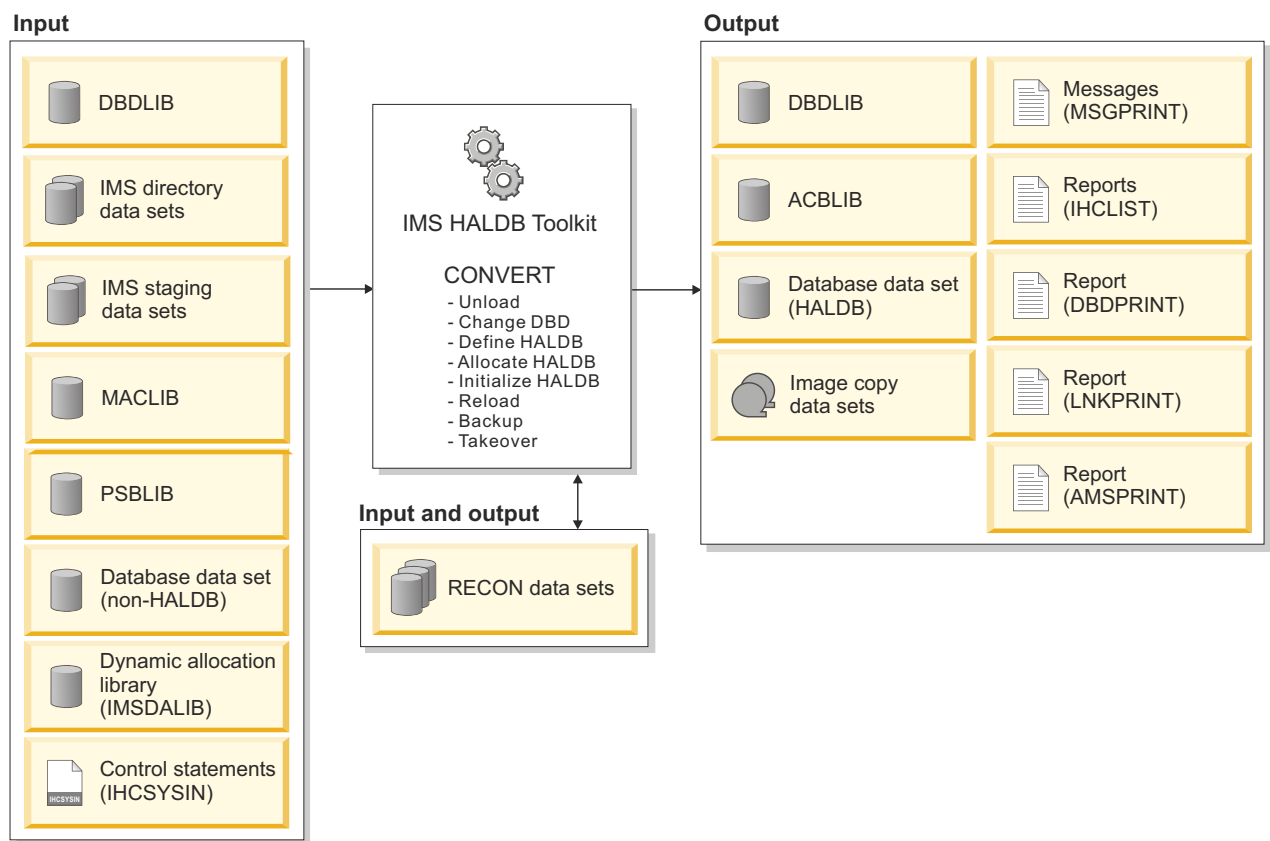 Input
DBDLIB
IMS directory
data sets
IMS staging
data sets
MACLIB
PSBLIB
Database data set
(non-HALDB)
Dynamic allocation
library
(IMSDALIB)
IHCSYSIN
Control statements
(IHCSYSIN)
IMS HALDB Toolkit
CONVERT
- Unload
- Change DBD
- Define HALDB
- Allocate HALDB
- Initialize HALDB
- Reload
- Backup
- Takeover
Input and output
RECON data sets
Output
DBDLIB
ACBLIB
Database data set
(HALDB)
Image copy
data sets
Messages
(MSGPRINT)
Reports
(IHCLIST)
Report
(DBDPRINT)
Report
(LNKPRINT)
Report
(AMSPRINT)